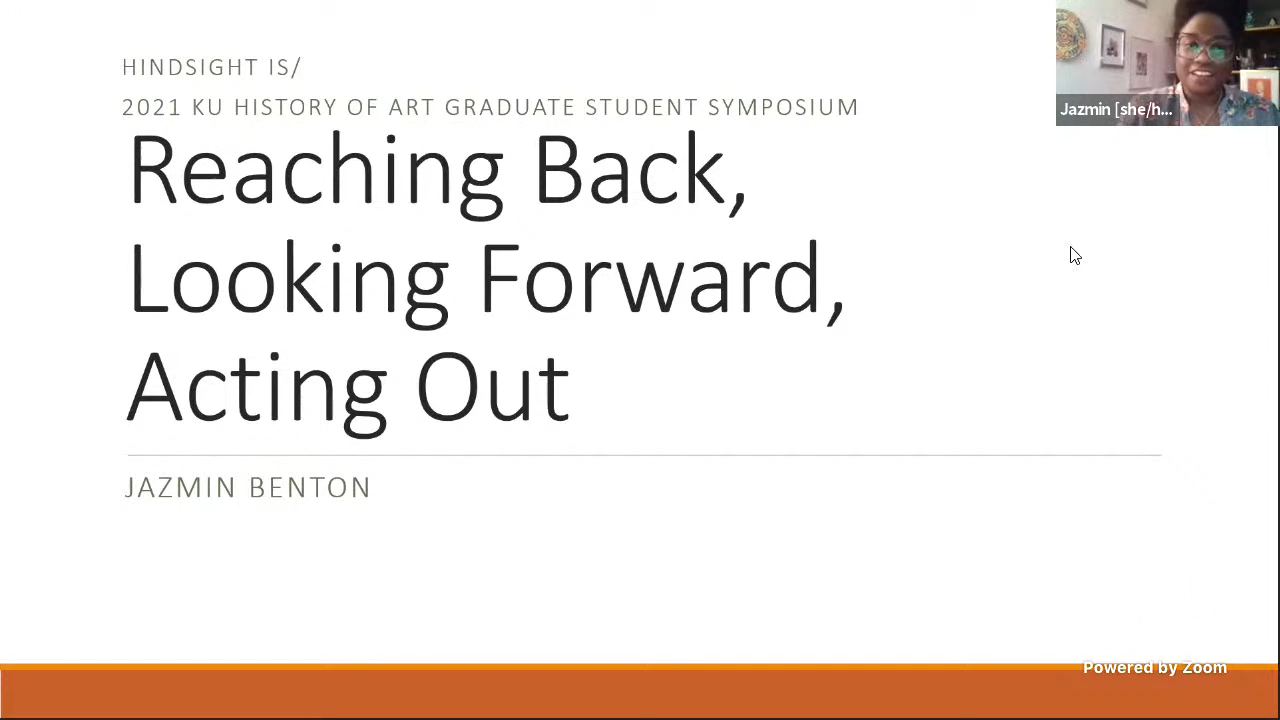 HINDSIGHT IS/
2021 KU HISTORY OF ART GRADUATE STUDENT SYMPOSIUM
Reaching Back,
Looking Forward,
Acting Out
JAZMIN BENTON
Jazmin [she/h...
Powered by Zoom